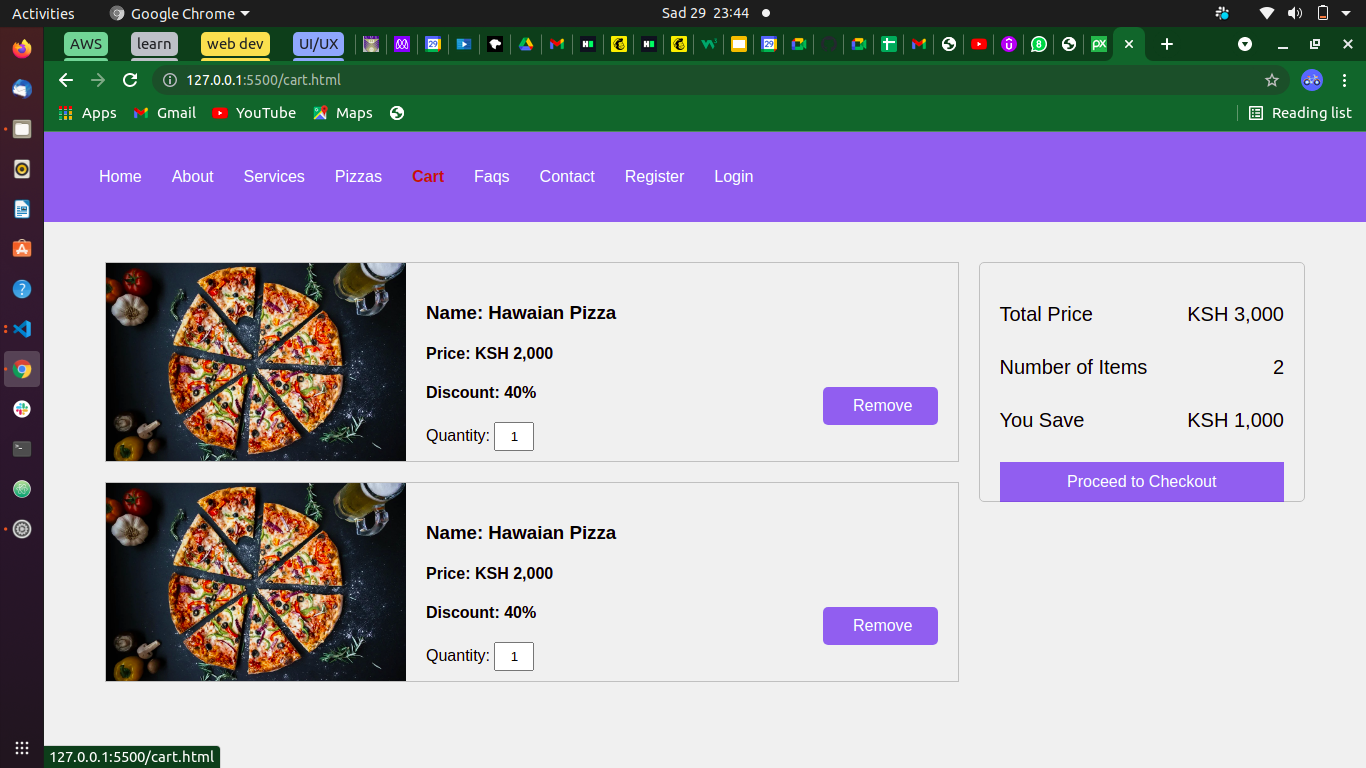 Activities Google Chrome Sad 29 23:44
AWS learn web dev UI/UX
127.0.0.1:5500/cart.html
Apps Gmail YouTube Maps Reading list
Home About Services Pizzas Cart Faqs Contact Register Login
Name: Hawaian Pizza
Price: KSH 2,000
Discount: 40%
Quantity: 1
Remove
Name: Hawaian Pizza
Price: KSH 2,000
Discount: 40%
Quantity: 1
Remove
Total Price KSH 3,000
Number of Items 2
You Save KSH 1,000
Proceed to Checkout
127.0.0.1:5500/cart.html